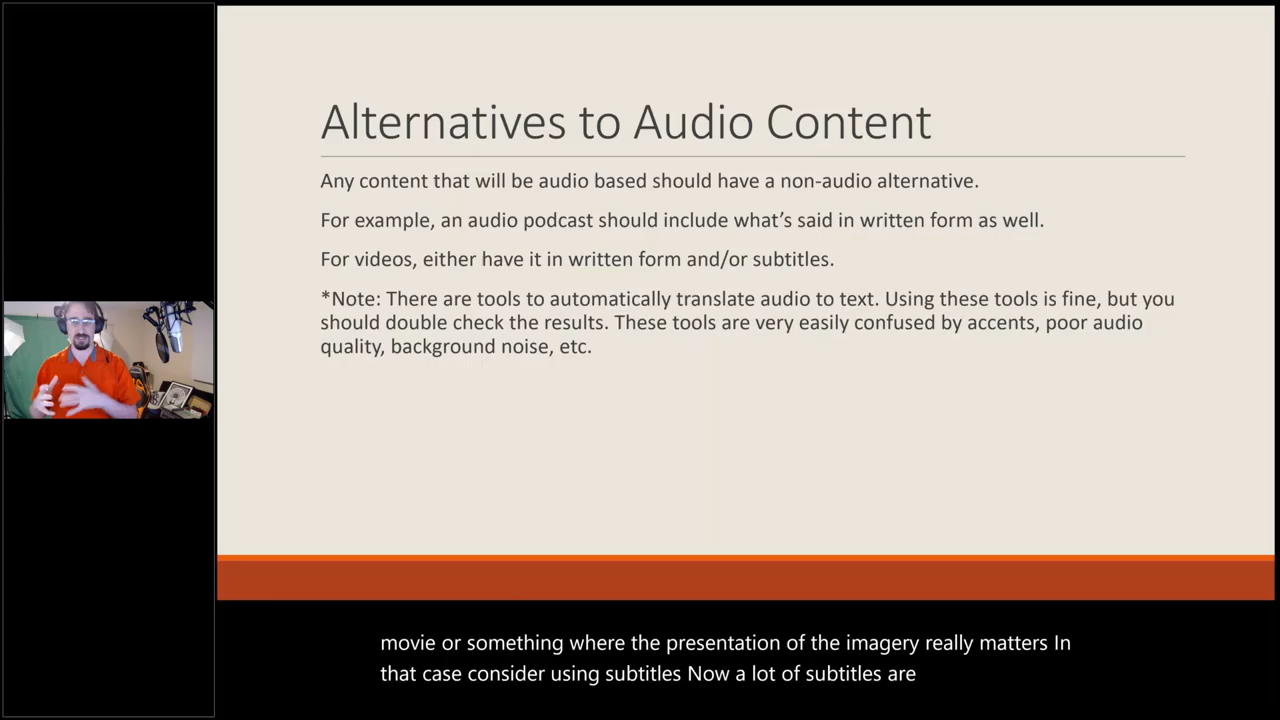 Alternatives to Audio Content
Any content that will be audio based should have a non-audio alternative.
For example, an audio podcast should include what's said in written form as well.
For videos, either have it in written form and/or subtitles.
*Note: There are tools to automatically translate audio to text. Using these tools is fine, but you
should double check the results. These tools are very easily confused by accents, poor audio
quality, background noise, etc.
movie or something where the presentation of the imagery really matters In
that case consider using subtitles Now a lot of subtitles are